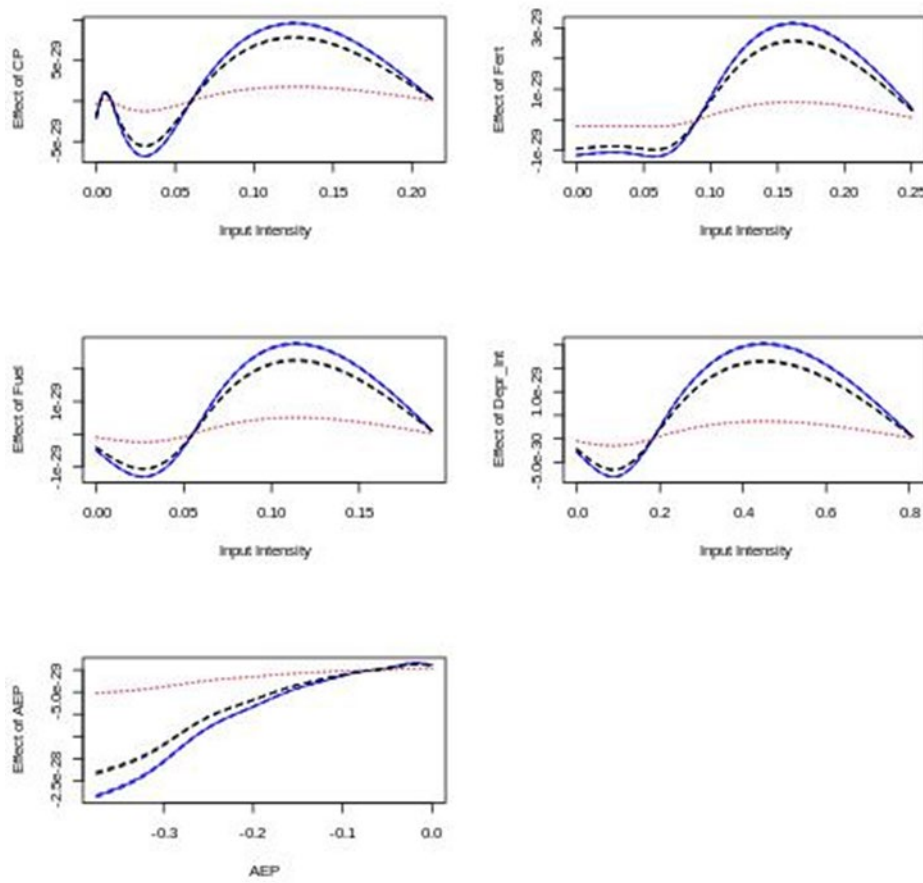 Effect of CP
5e-29
-5e-29
0.00 0.05 0.10 0.15 0.20
Input Intensity
Effect of Fert
3e-29
1e-29
-1e-29
0.00 0.05 0.10 0.15 0.20 0.25
Input Intensity
Effect of Fuel
1e-29
-1e-29
0.00 0.05 0.10 0.15
Input Intensity
Effect of Depr_Int
1.0e-29
-5.0e-30
0.0 0.2 0.4 0.6 0.8
Input Intensity
Effect of AEP
-5.0e-29
-2.5e-28
-0.3 -0.2 -0.1 0.0
AEP